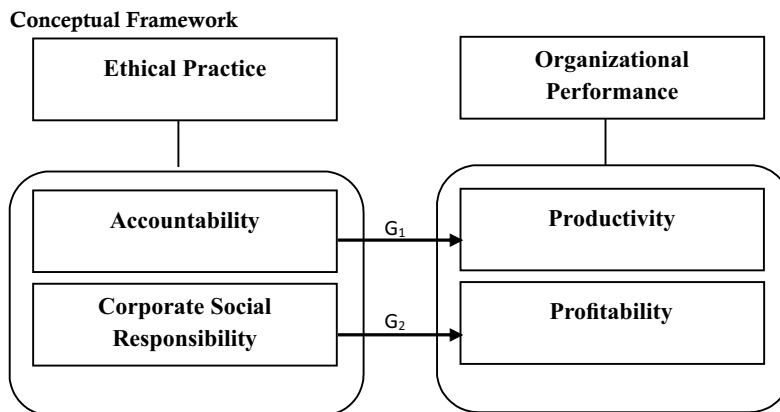 Conceptual Framework
Ethical Practice
Organizational
Performance
Accountability
G₁
Productivity
Corporate Social
Responsibility
G₂
Profitability